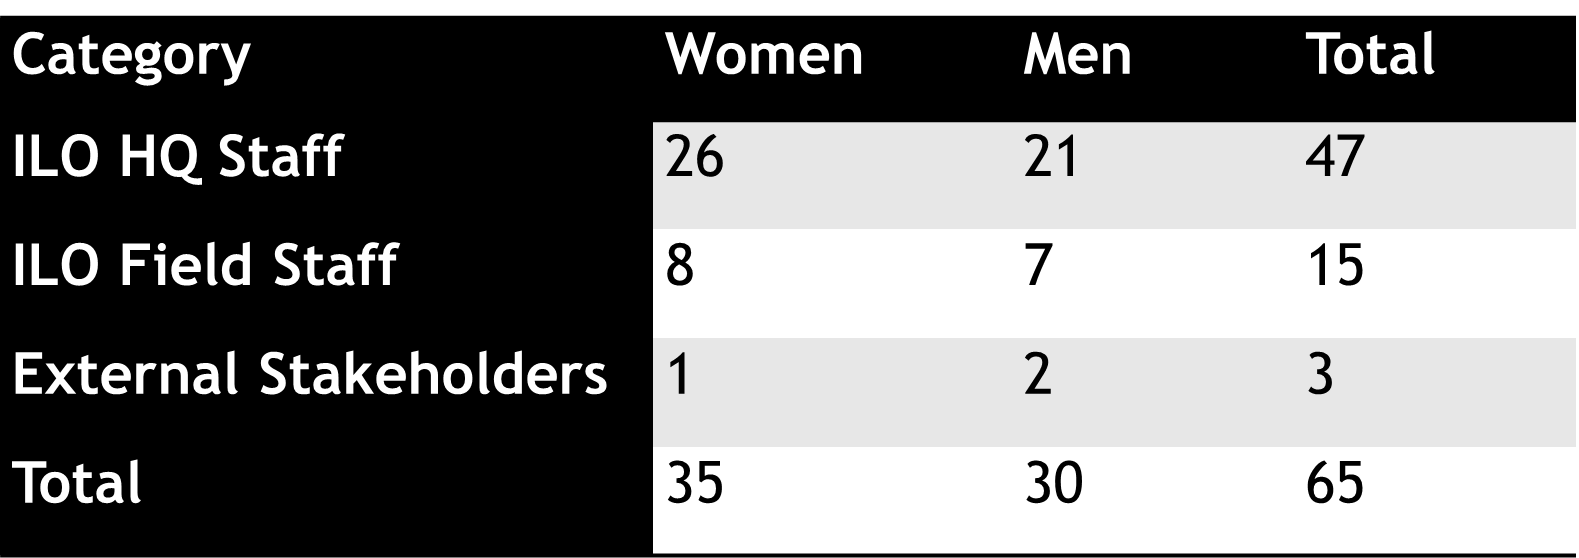 Category Women Men Total
ILO HQ Staff 26 21 47
ILO Field Staff 8 7 15
External Stakeholders 1 2 3
Total 35 30 65